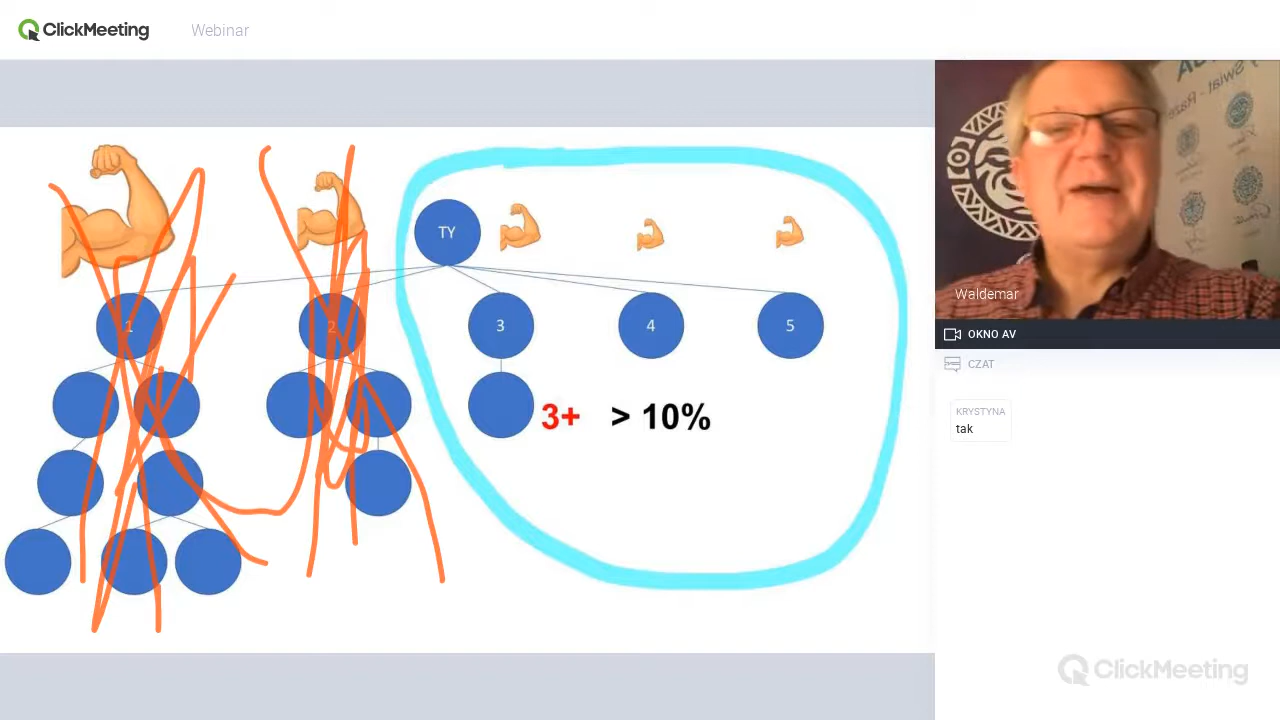 ClickMeeting
Webinar
TY
1
2
3
4
5
3+ > 10%
Waldemar
OKNO AV
CZAT
KRYSTYNA
tak
ClickMeeting